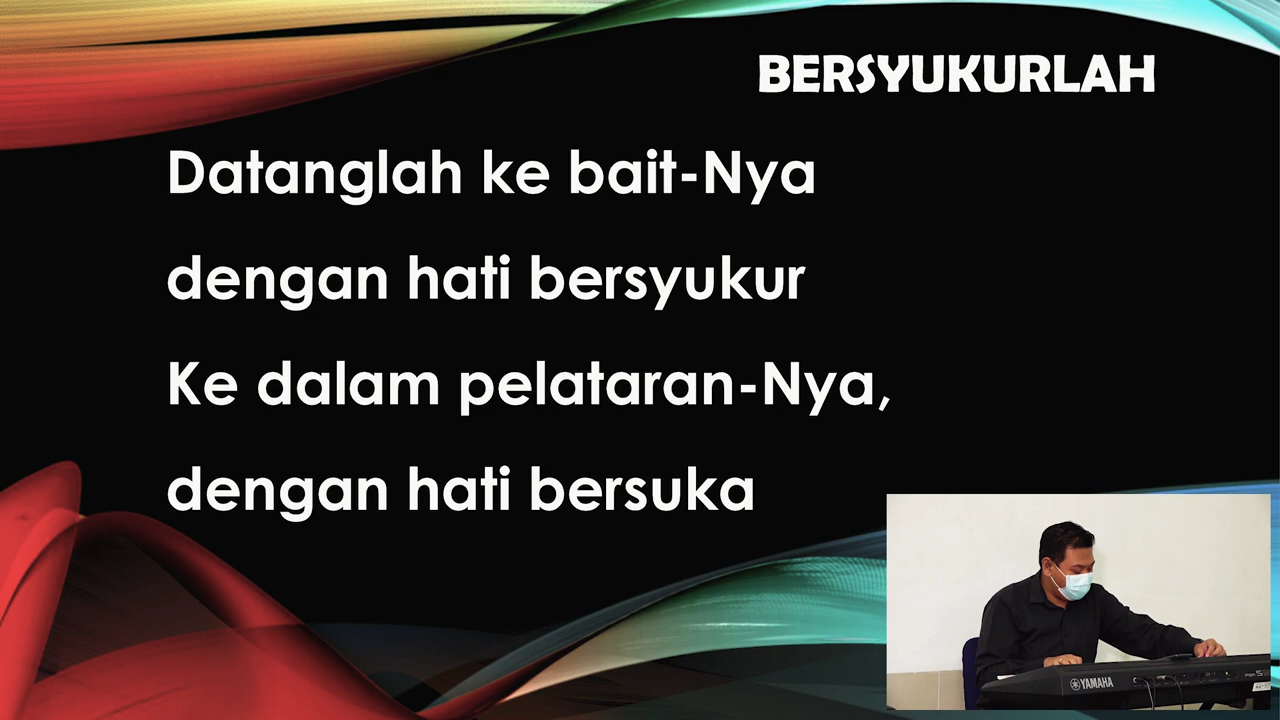 BERSYUKURLAH
Datanglah ke bait-Nya
dengan hati bersyukur
Ke dalam pelataran-Nya,
dengan hati bersuka
YAMAHA